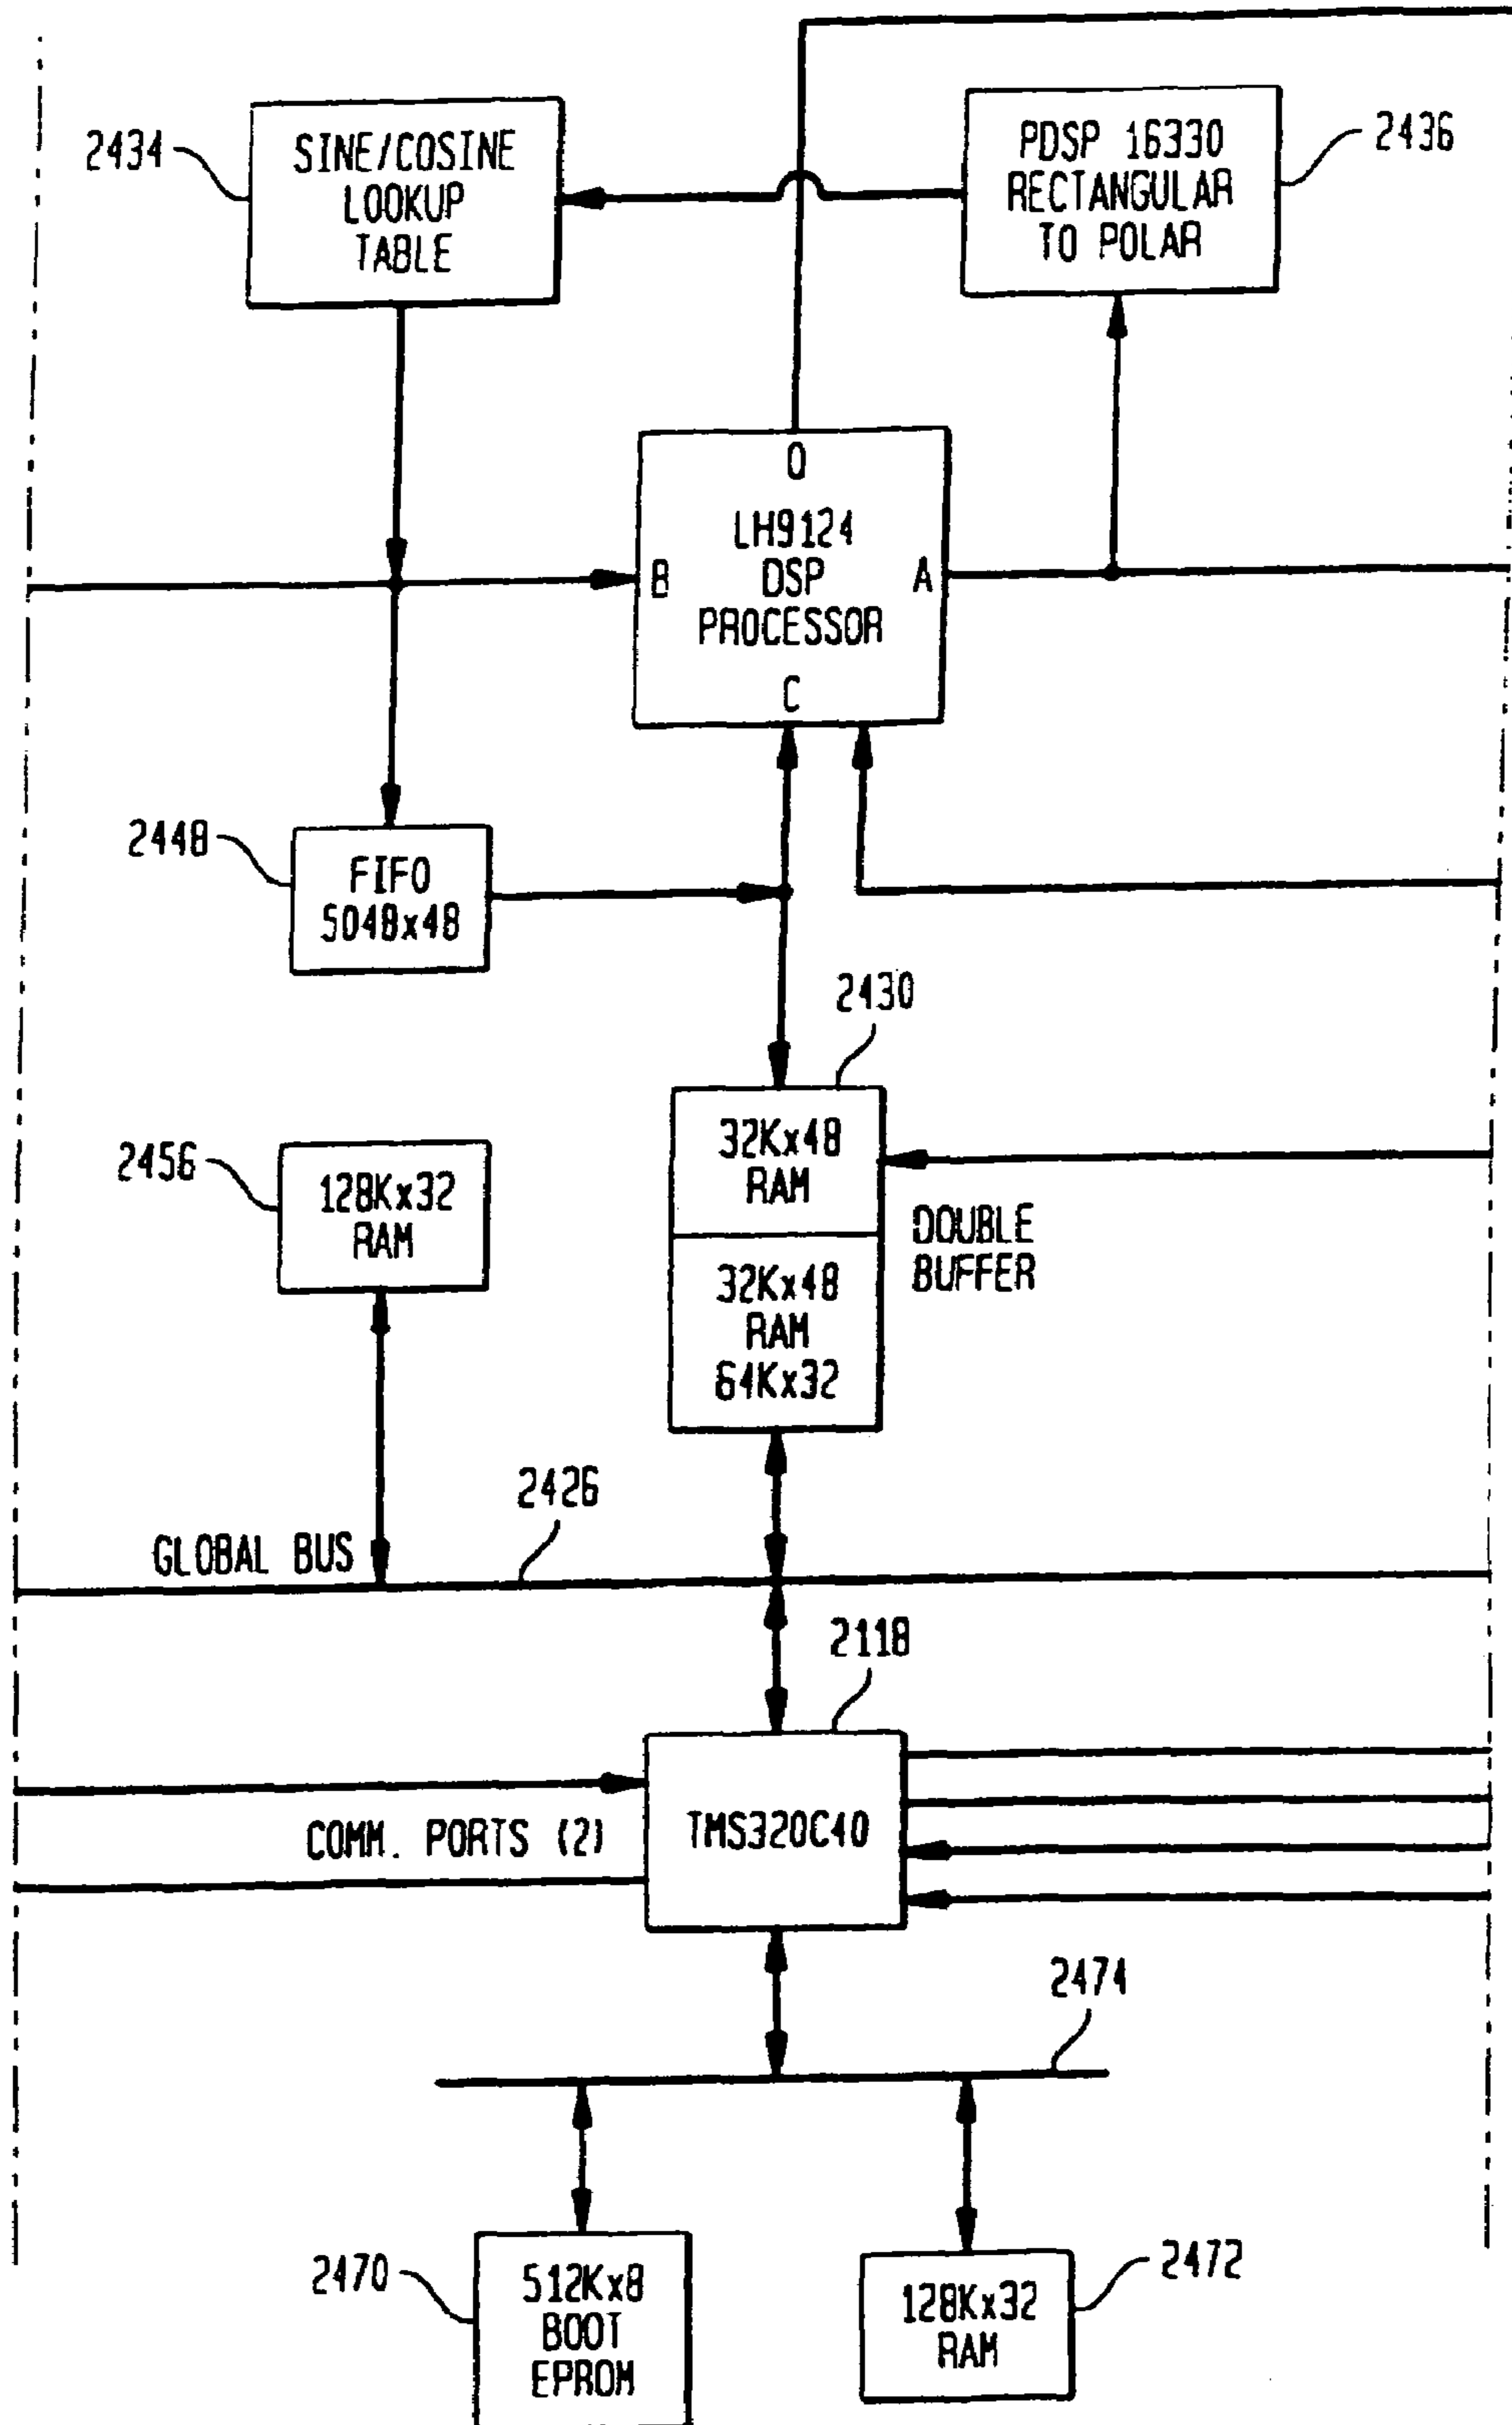 2434
SINE/COSINE
LOOKUP
TABLE
PDSP 16330
RECTANGULAR
TO POLAR
2436
O
LH9124
DSP
PROCESSOR
B
A
C
2448
FIFO
5048x48
2430
32Kx48
RAM
32Kx48
RAM
64Kx32
DOUBLE
BUFFER
2456
128Kx32
RAM
2426
GLOBAL BUS
2118
TMS320C40
COMM. PORTS (2)
2474
2470
512Kx8
BOOT
EPROM
128Kx32
RAM
2472